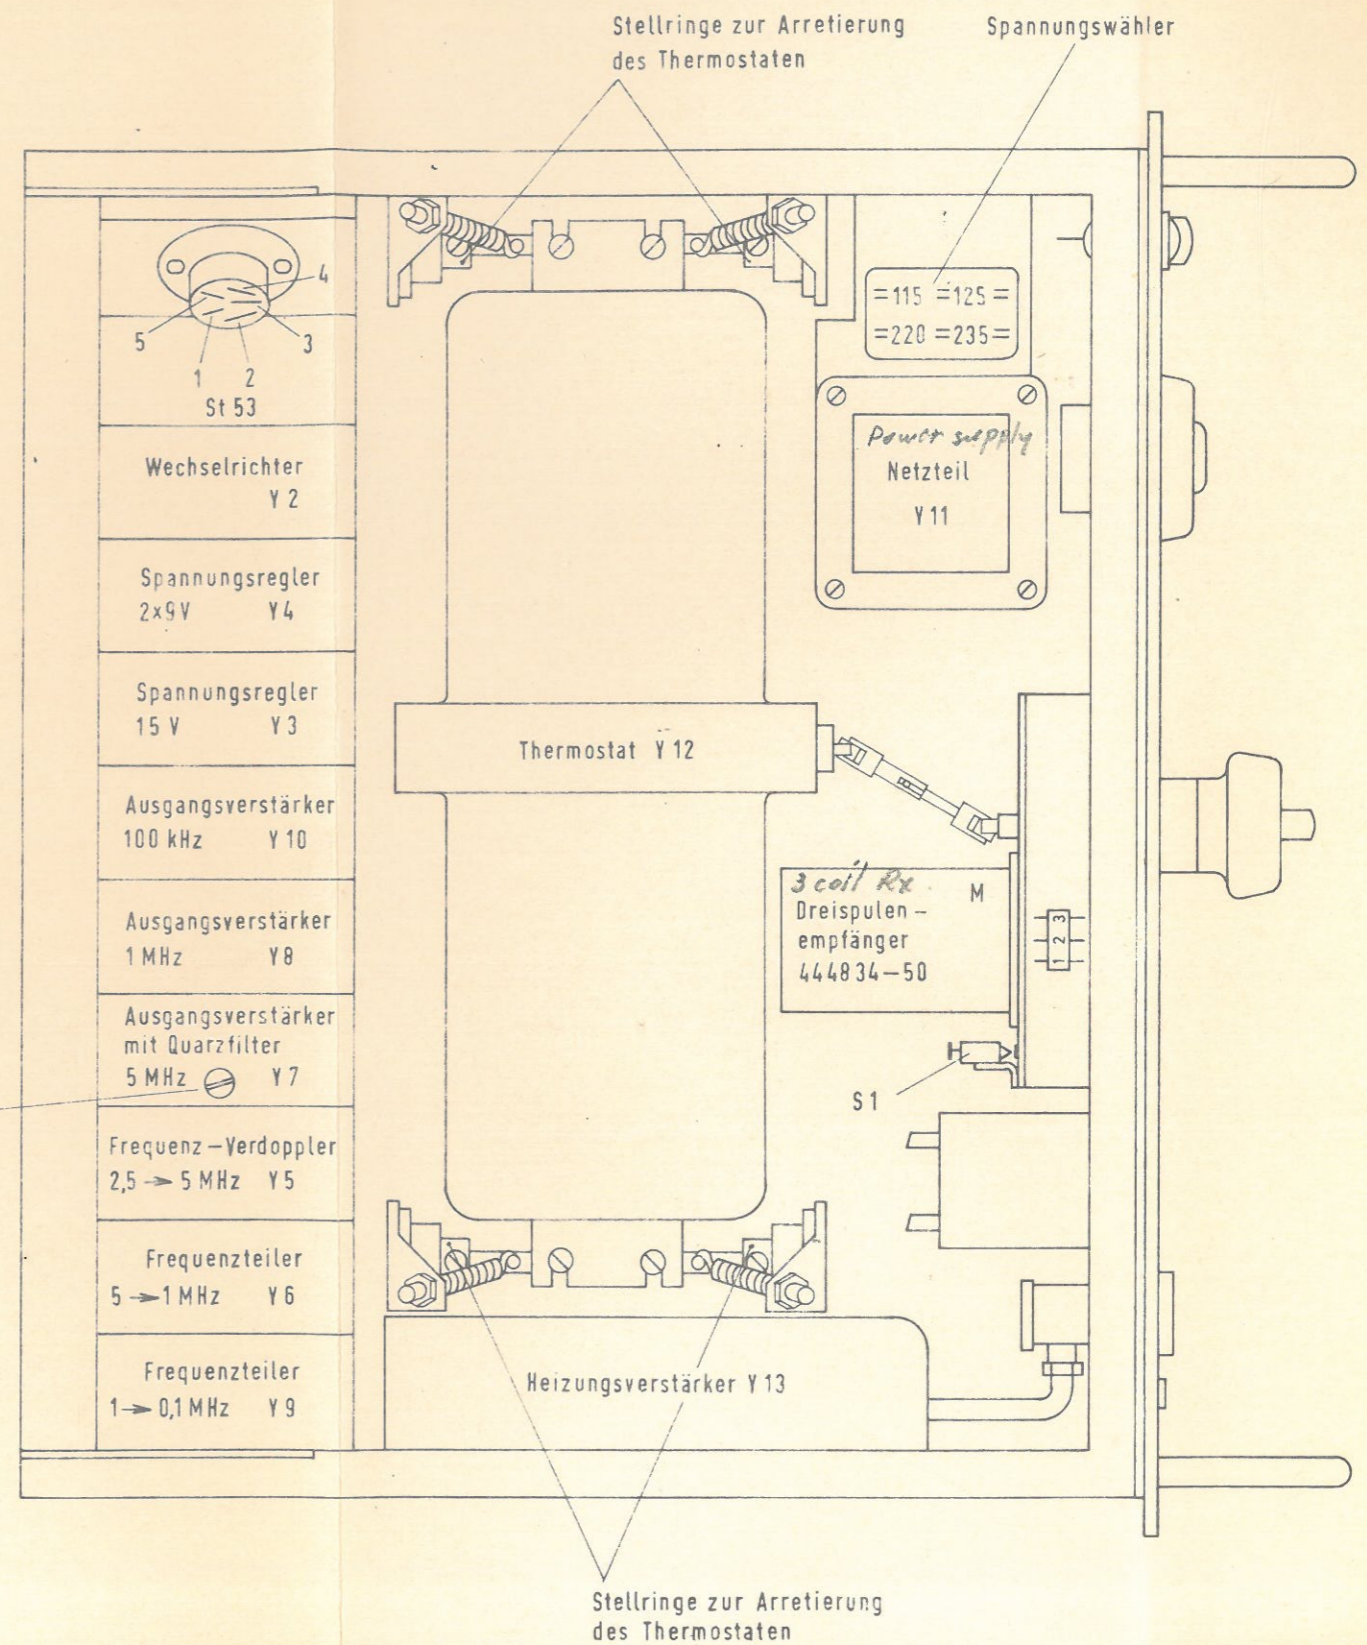 Stellringe zur Arretierung
des Thermostaten
Spannungswähler
4
5
3
1 2
St 53
Wechselrichter
Y 2
Spannungsregler
2x9V Y4
Spannungsregler
15 V Y 3
Ausgangsverstärker
100 kHz Y 10
Ausgangsverstärker
1 MHz Y8
Ausgangsverstärker
mit Quarzfilter
5 MHz Y 7
Frequenz-Verdoppler
2,5 → 5 MHz Y 5
Frequenzteiler
5 → 1 MHz Y 6
Frequenzteiler
1 → 0,1 MHz Y 9
Thermostat Y 12
=115 =125 =
=220 =235=
Power supply
Netzteil
Y 11
3 coil Rx
M
Dreispulen-
empfänger
444834-50
1 2 3
S 1
Heizungsverstärker Y 13
Stellringe zur Arretierung
des Thermostaten